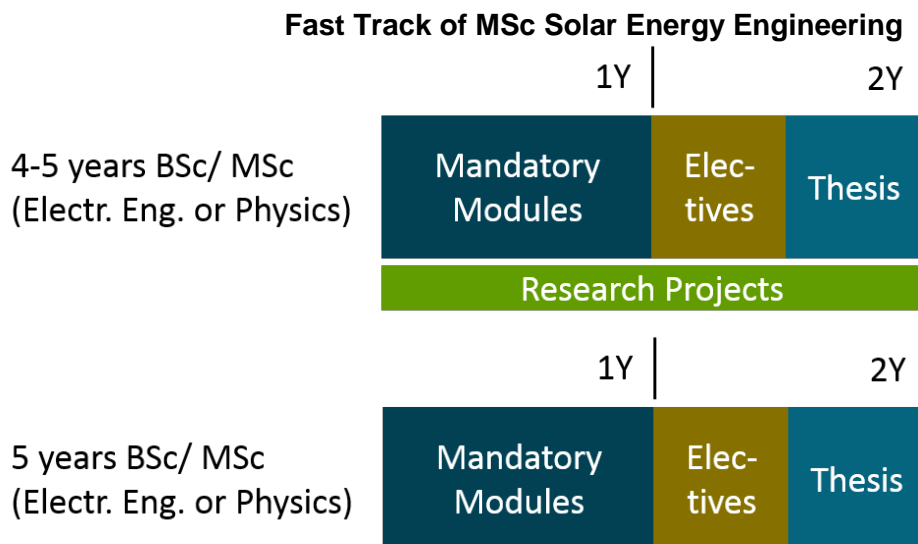 Fast Track of MSc Solar Energy Engineering
1Y
2Y
4-5 years BSc/ MSc
(Electr. Eng. or Physics)
Mandatory
Modules
Elec-
tives
Thesis
Research Projects
1Y
2Y
5 years BSc/ MSc
(Electr. Eng. or Physics)
Mandatory
Modules
Elec-
tives
Thesis